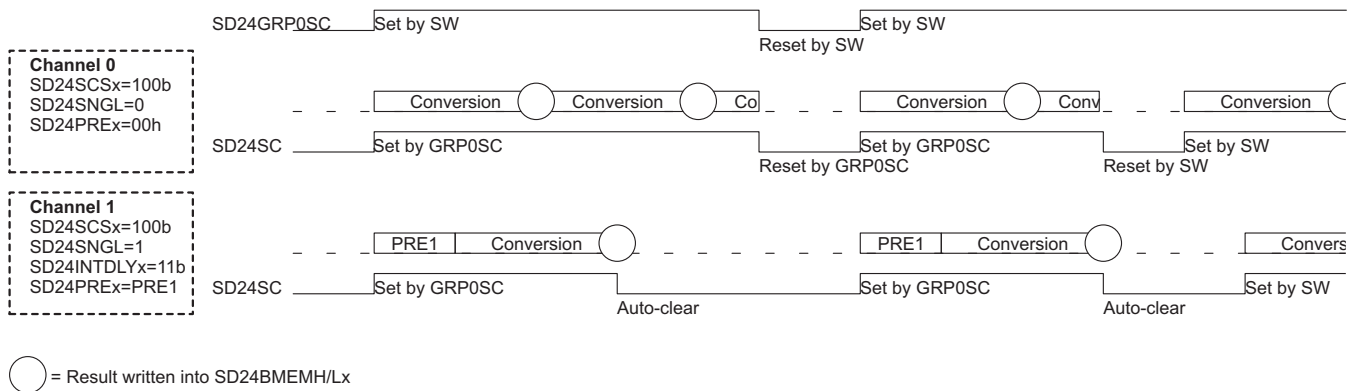 SD24GRP0SC Set by SW Reset by SW Set by SW
Channel 0
SD24SCSx=100b
SD24SNGL=0
SD24PREx=00h
Conversion Conversion Co Conversion Conv Conversion
SD24SC Set by GRP0SC Reset by GRP0SC Set by GRP0SC Reset by SW Set by SW
Channel 1
SD24SCSx=100b
SD24SNGL=1
SD24INTDLYx=11b
SD24PREx=PRE1
PRE1 Conversion PRE1 Conversion Convers
SD24SC Set by GRP0SC Auto-clear Set by GRP0SC Auto-clear Set by SW
= Result written into SD24BMEMH/Lx